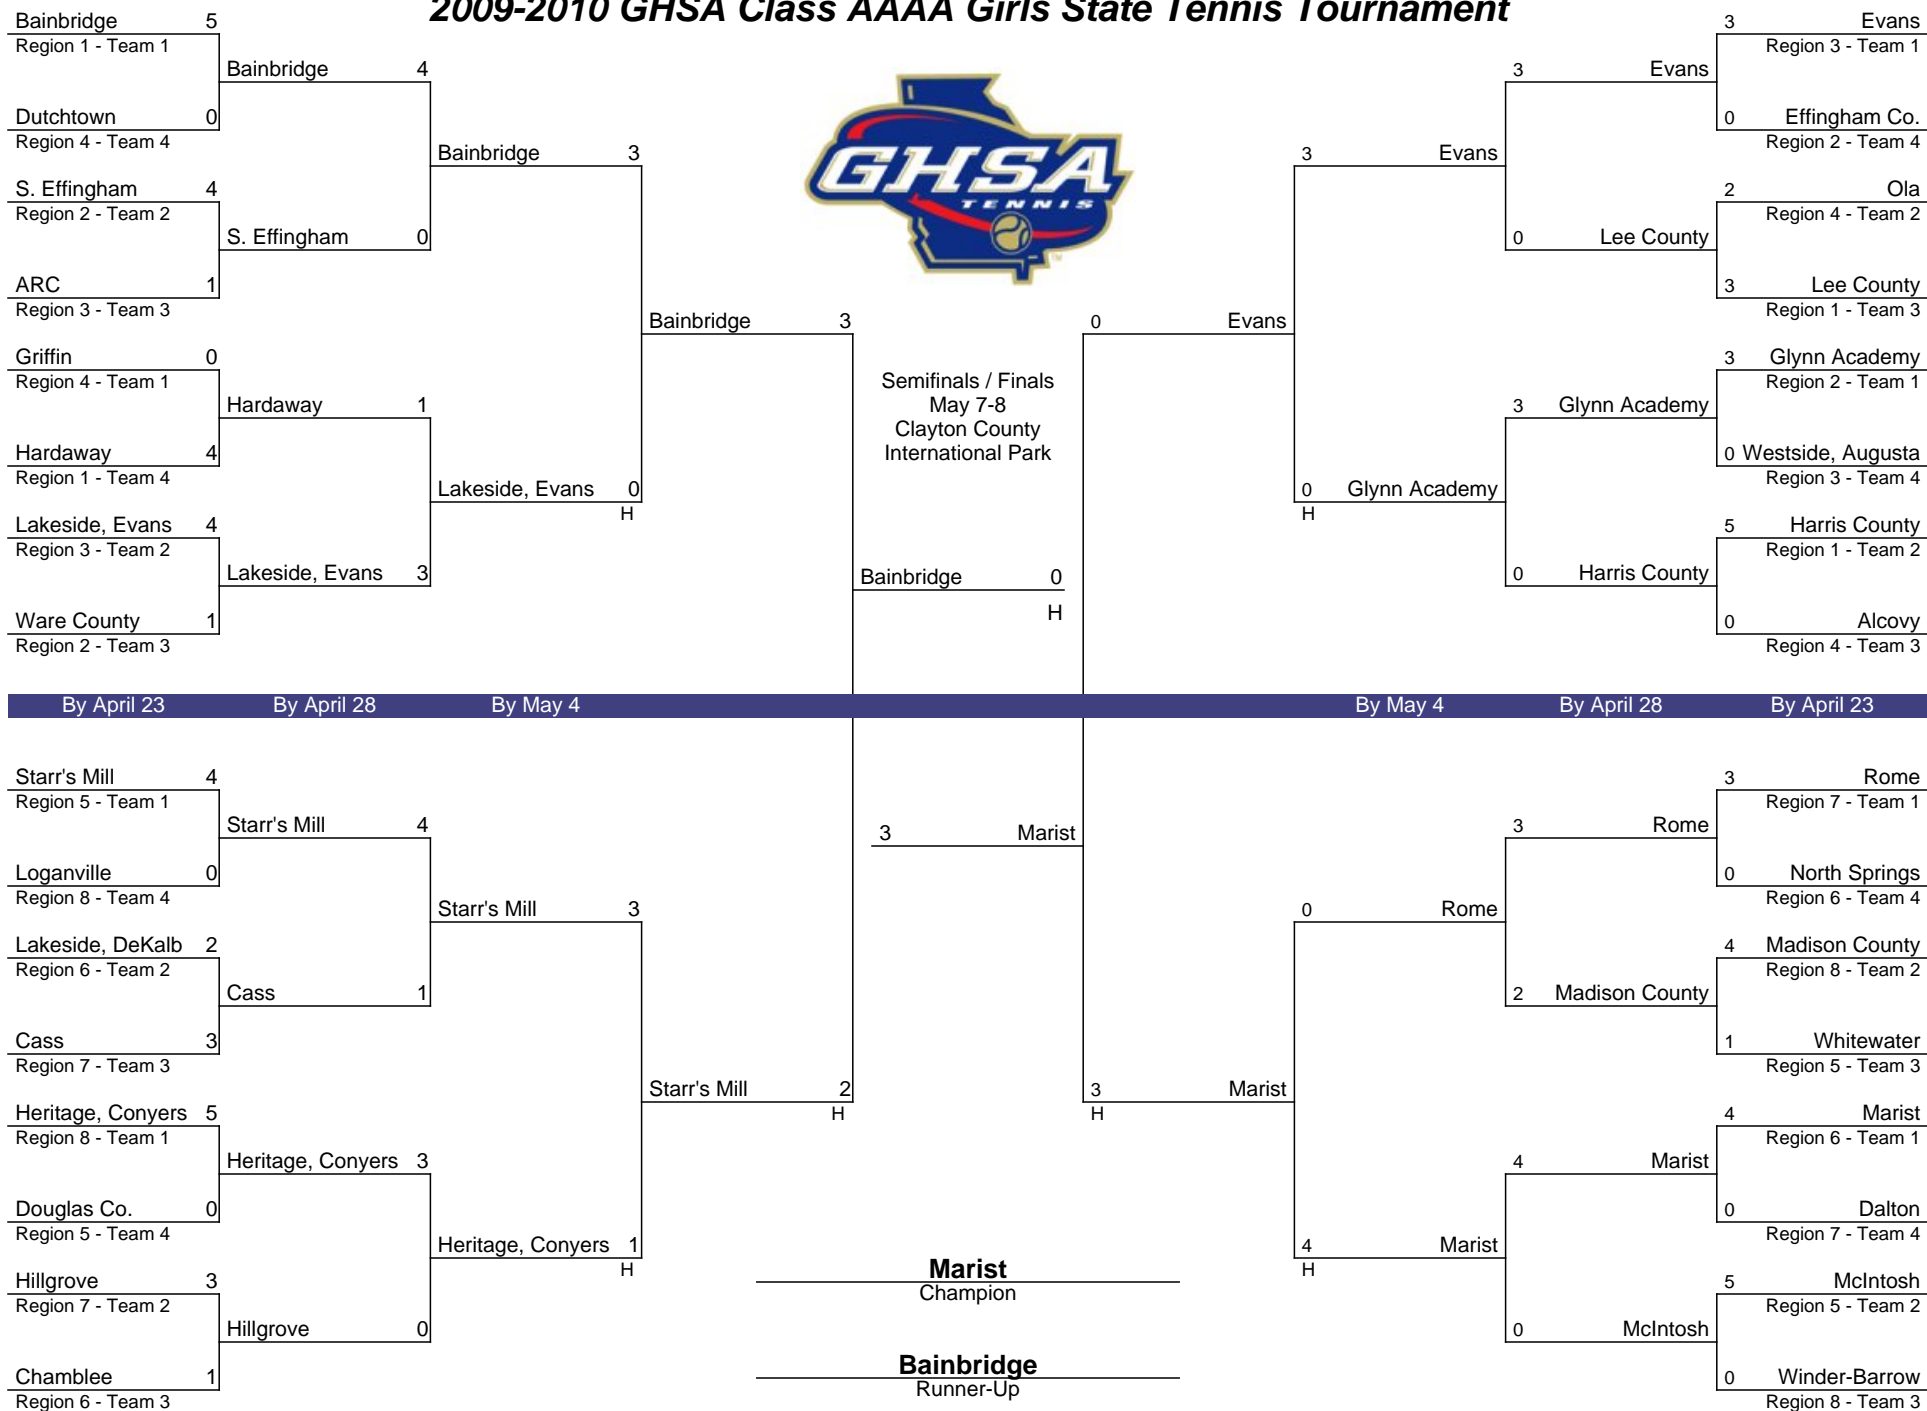 2009-2010 GHSA Class AAAA Girls State Tennis Tournament
Bainbridge 5
Region 1 - Team 1
Dutchtown 0
Region 4 - Team 4
S. Effingham 4
Region 2 - Team 2
ARC 1
Region 3 - Team 3
Griffin 0
Region 4 - Team 1
Hardaway 4
Region 1 - Team 4
Lakeside, Evans 4
Region 3 - Team 2
Ware County 1
Region 2 - Team 3
Bainbridge 4
S. Effingham 0
Hardaway 1
Lakeside, Evans 3
Bainbridge 3
Lakeside, Evans 0
H
Bainbridge 3
GHSA
TENNIS
TM
Semifinals / Finals
May 7-8
Clayton County
International Park
Bainbridge 0
H
0 Evans
3 Evans
0 Glynn Academy
H
3 Evans
0 Lee County
3 Glynn Academy
0 Harris County
3 Evans
Region 3 - Team 1
0 Effingham Co.
Region 2 - Team 4
2 Ola
Region 4 - Team 2
3 Lee County
Region 1 - Team 3
3 Glynn Academy
Region 2 - Team 1
0 Westside, Augusta
Region 3 - Team 4
5 Harris County
Region 1 - Team 2
0 Alcovy
Region 4 - Team 3
By April 23 By April 28 By May 4 By May 4 By April 28 By April 23
Starr's Mill 4
Region 5 - Team 1
Loganville 0
Region 8 - Team 4
Lakeside, DeKalb 2
Region 6 - Team 2
Cass 3
Region 7 - Team 3
Heritage, Conyers 5
Region 8 - Team 1
Douglas Co. 0
Region 5 - Team 4
Hillgrove 3
Region 7 - Team 2
Chamblee 1
Region 6 - Team 3
Starr's Mill 4
Cass 1
Heritage, Conyers 3
Hillgrove 0
Starr's Mill 3
Heritage, Conyers 1
H
Starr's Mill 2
H
3 Marist
3 Marist
H
0 Rome
4 Marist
H
3 Rome
2 Madison County
4 Marist
0 McIntosh
3 Rome
Region 7 - Team 1
0 North Springs
Region 6 - Team 4
4 Madison County
Region 8 - Team 2
1 Whitewater
Region 5 - Team 3
4 Marist
Region 6 - Team 1
0 Dalton
Region 7 - Team 4
5 McIntosh
Region 5 - Team 2
0 Winder-Barrow
Region 8 - Team 3
Marist
Champion
Bainbridge
Runner-Up